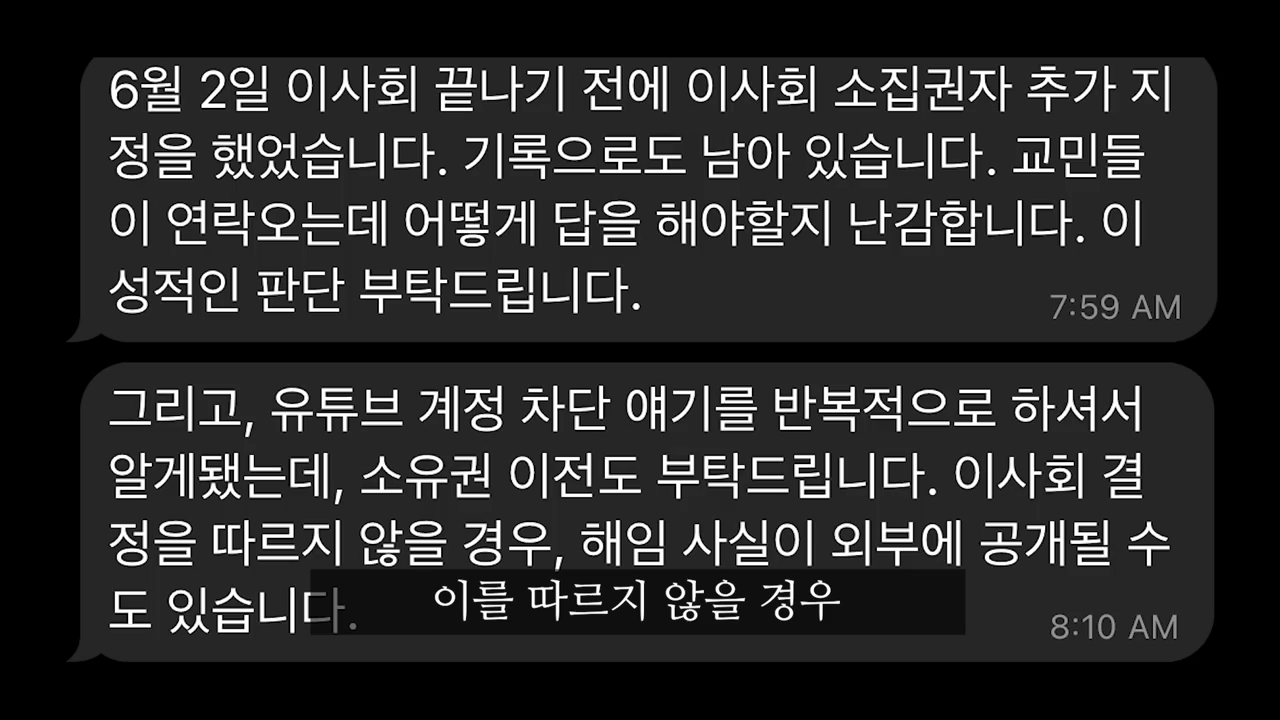 6월 2일 이사회 끝나기 전에 이사회 소집권자 추가 지
정을 했었습니다. 기록으로도 남아 있습니다. 교민들
이 연락오는데 어떻게 답을 해야할지 난감합니다. 이
성적인 판단 부탁드립니다.
7:59 AM
그리고, 유튜브 계정 차단 얘기를 반복적으로 하셔서
알게됐는데, 소유권 이전도 부탁드립니다. 이사회 결
정을 따르지 않을 경우, 해임 사실이 외부에 공개될 수
도 있습니다.
이를 따르지 않을 경우
8:10 AM